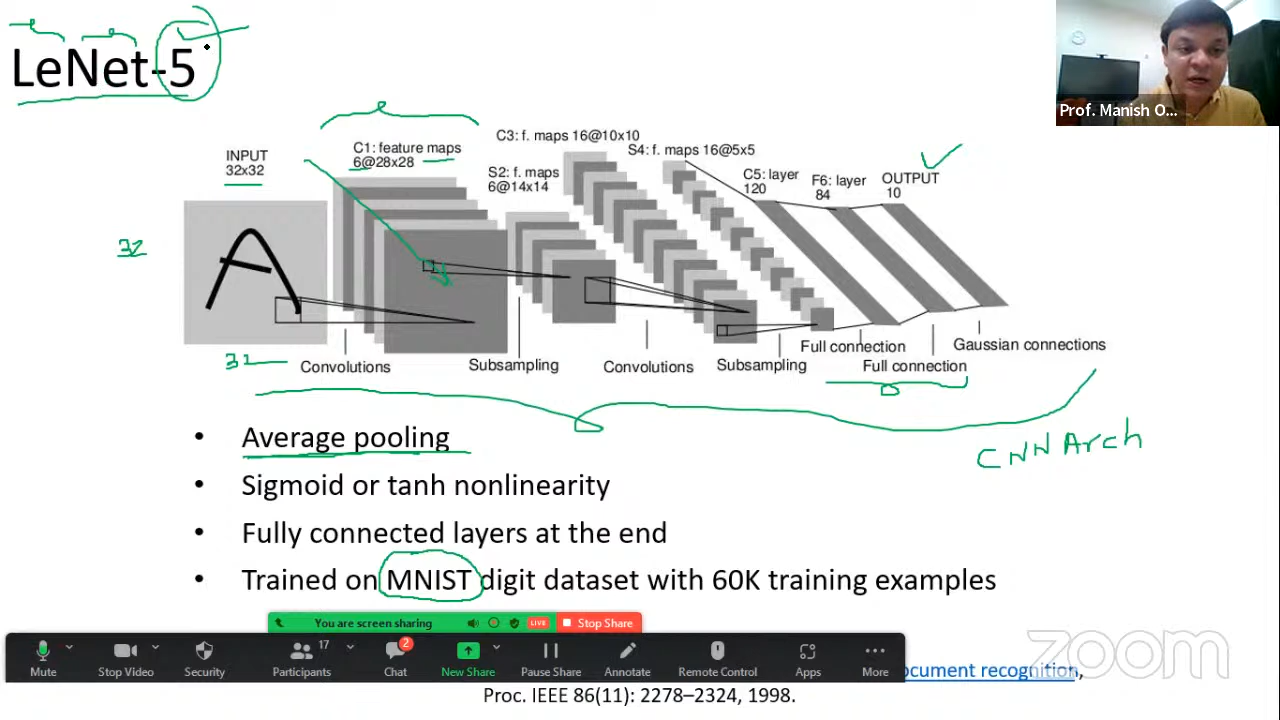 LeNet-5
Prof. Manish O...
INPUT
32x32
C1: feature maps
6@28x28
S2: f. maps
6@14x14
C3: f. maps 16@10x10
S4: f. maps 16@5x5
C5: layer
120
F6: layer
84
OUTPUT
10
32
32
Convolutions
Subsampling
Convolutions
Subsampling
Full connection
Full connection
Gaussian connections
CNN Arch
• Average pooling
• Sigmoid or tanh nonlinearity
• Fully connected layers at the end
• Trained on MNIST digit dataset with 60K training examples
You are screen sharing LIVE Stop Share
Mute Stop Video Security Participants 17 Chat 2 New Share Pause Share Annotate Remote Control Apps More
zoom
ocument recognition,
Proc. IEEE 86(11): 2278–2324, 1998.